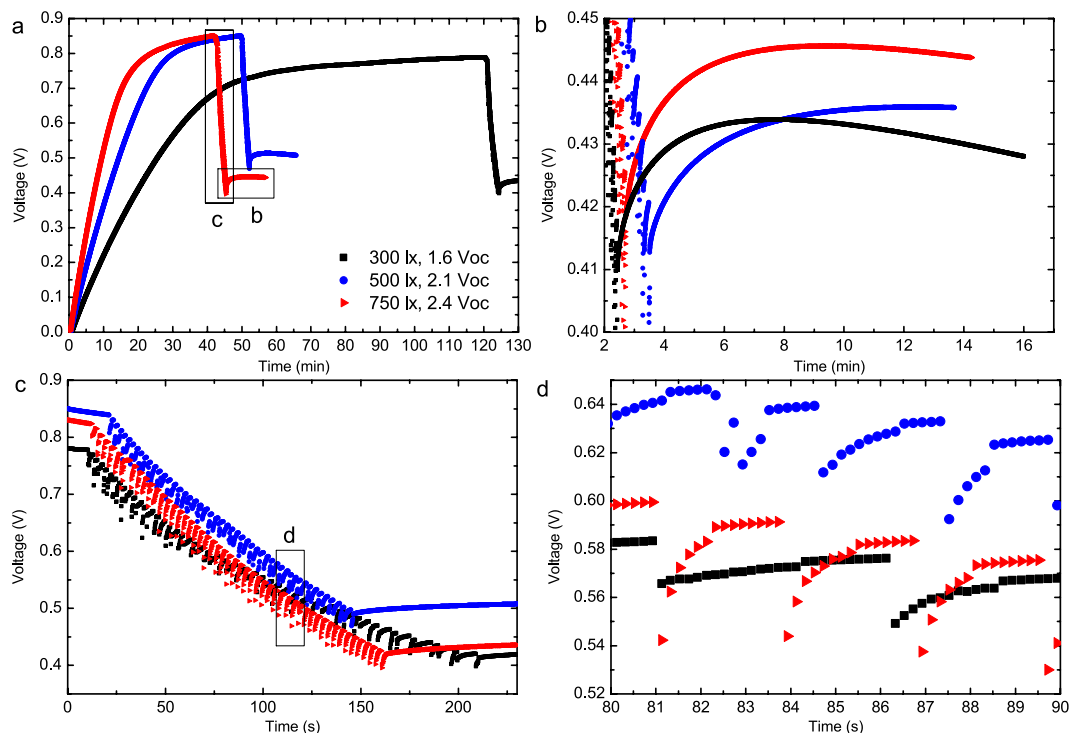 a
0.9
0.8
0.7
0.6
0.5
0.4
0.3
0.2
0.1
0.0
Voltage (V)
c
b
300 lx, 1.6 Voc
500 lx, 2.1 Voc
750 lx, 2.4 Voc
0 10 20 30 40 50 60 70 80 90 100 110 120 130
Time (min)
b
0.45
0.44
0.43
0.42
0.41
0.40
Voltage (V)
2 4 6 8 10 12 14 16
Time (min)
c
0.9
0.8
0.7
0.6
0.5
0.4
Voltage (V)
d
0 50 100 150 200
Time (s)
d
0.64
0.62
0.60
0.58
0.56
0.54
0.52
Voltage (V)
80 81 82 83 84 85 86 87 88 89 90
Time (s)